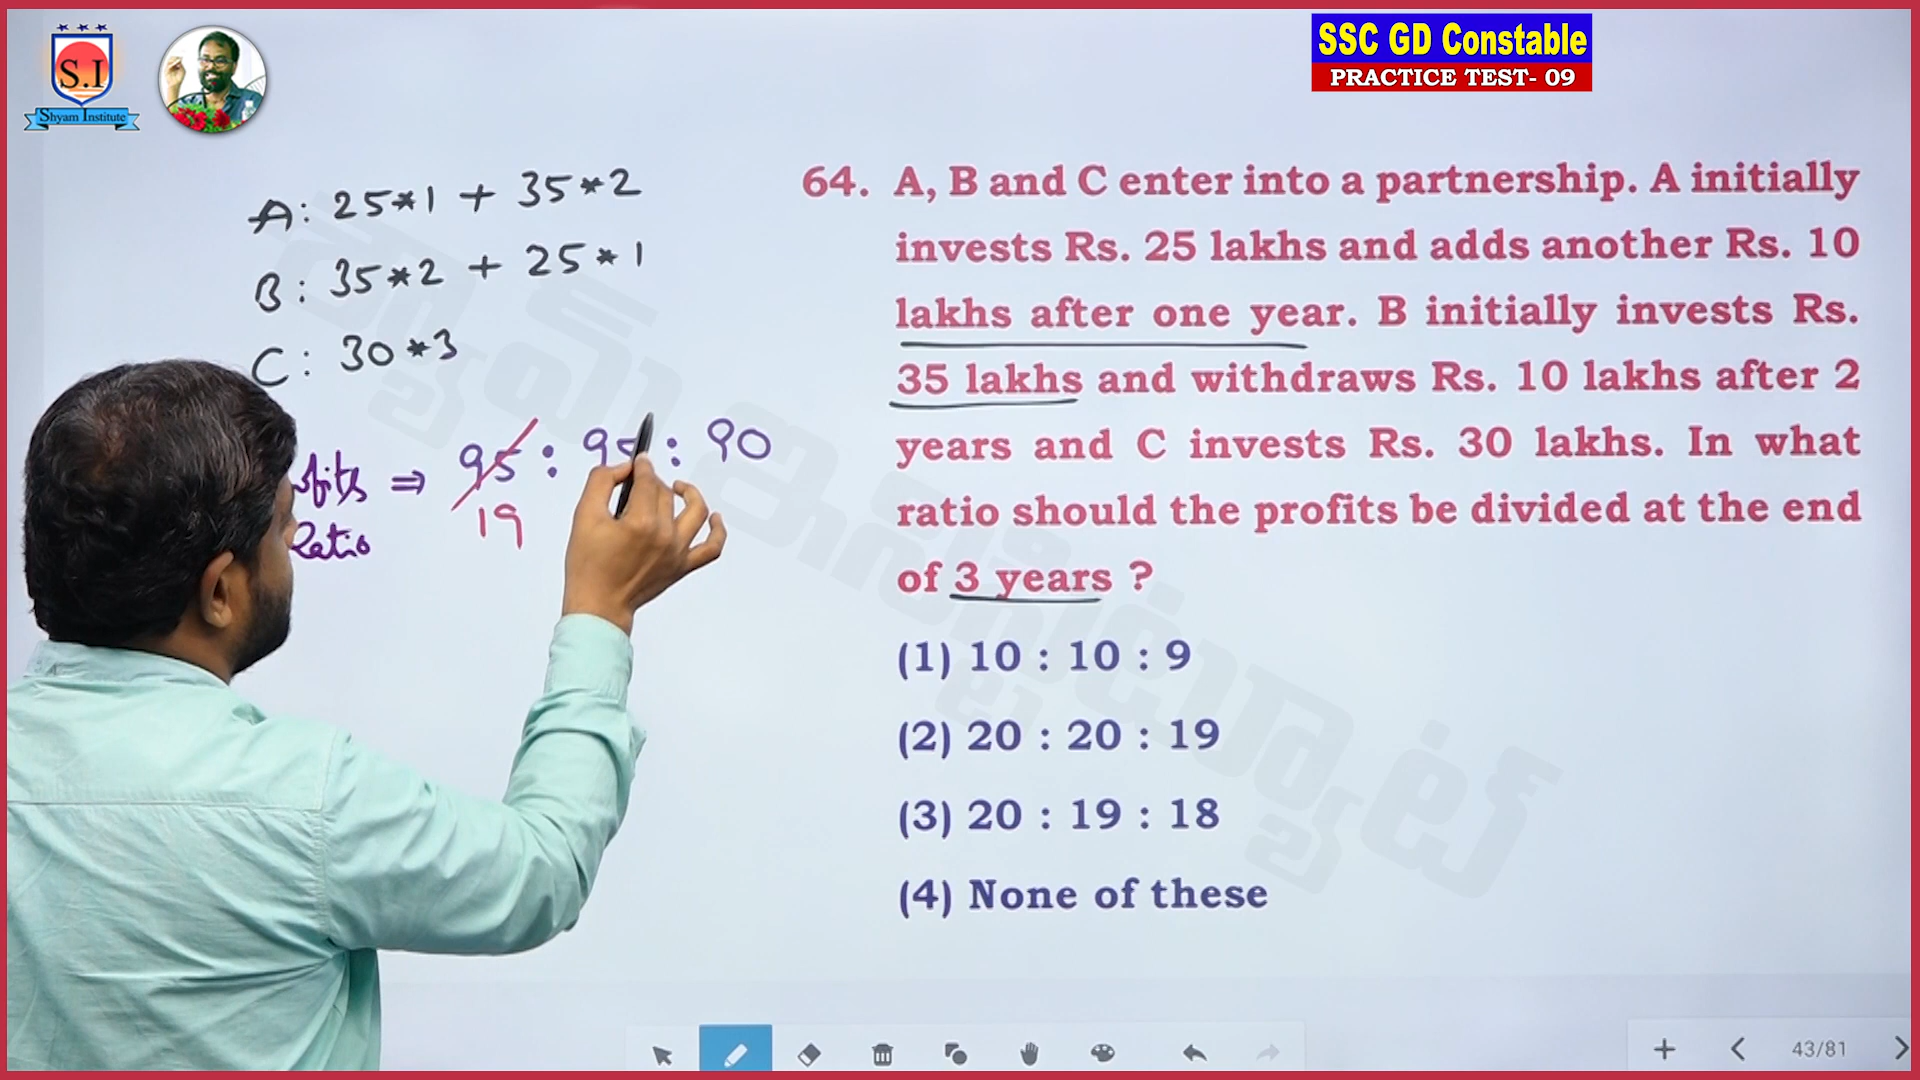 S.I
Shyam Institute
SSC GD Constable
PRACTICE TEST- 09
A: 25*1 + 35*2
B: 35*2 + 25*1
C: 30*3
⇒ 95 : 95 : 90
19
Ratio
64. A, B and C enter into a partnership. A initially
invests Rs. 25 lakhs and adds another Rs. 10
lakhs after one year. B initially invests Rs.
35 lakhs and withdraws Rs. 10 lakhs after 2
years and C invests Rs. 30 lakhs. In what
ratio should the profits be divided at the end
of 3 years ?
(1) 10 : 10 : 9
(2) 20 : 20 : 19
(3) 20 : 19 : 18
(4) None of these
43/81